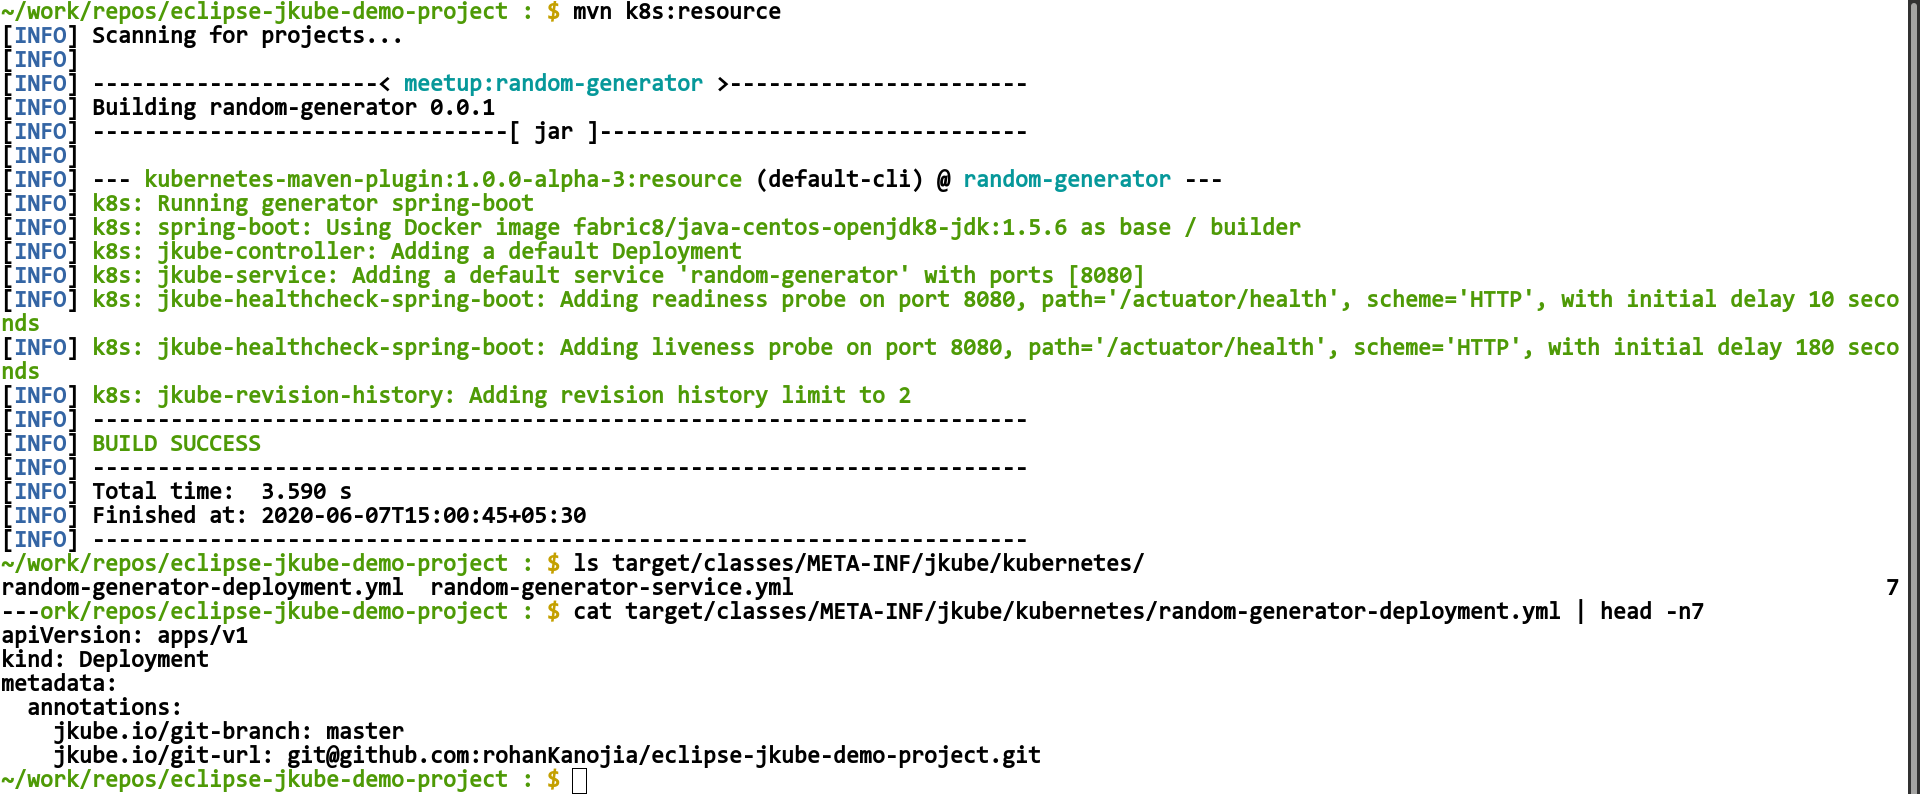 ~/work/repos/eclipse-jkube-demo-project : $ mvn k8s:resource
[INFO] Scanning for projects...
[INFO]
[INFO] ----------------------< meetup:random-generator >-----------------------
[INFO] Building random-generator 0.0.1
[INFO] --------------------------------[ jar ]---------------------------------
[INFO]
[INFO] --- kubernetes-maven-plugin:1.0.0-alpha-3:resource (default-cli) @ random-generator ---
[INFO] k8s: Running generator spring-boot
[INFO] k8s: spring-boot: Using Docker image fabric8/java-centos-openjdk8-jdk:1.5.6 as base / builder
[INFO] k8s: jkube-controller: Adding a default Deployment
[INFO] k8s: jkube-service: Adding a default service 'random-generator' with ports [8080]
[INFO] k8s: jkube-healthcheck-spring-boot: Adding readiness probe on port 8080, path='/actuator/health', scheme='HTTP', with initial delay 10 seco
nds
[INFO] k8s: jkube-healthcheck-spring-boot: Adding liveness probe on port 8080, path='/actuator/health', scheme='HTTP', with initial delay 180 seco
nds
[INFO] k8s: jkube-revision-history: Adding revision history limit to 2
[INFO] ------------------------------------------------------------------------
[INFO] BUILD SUCCESS
[INFO] ------------------------------------------------------------------------
[INFO] Total time:  3.590 s
[INFO] Finished at: 2020-06-07T15:00:45+05:30
[INFO] ------------------------------------------------------------------------
~/work/repos/eclipse-jkube-demo-project : $ ls target/classes/META-INF/jkube/kubernetes/
random-generator-deployment.yml  random-generator-service.yml 7
---ork/repos/eclipse-jkube-demo-project : $ cat target/classes/META-INF/jkube/kubernetes/random-generator-deployment.yml | head -n7
apiVersion: apps/v1
kind: Deployment
metadata:
  annotations:
    jkube.io/git-branch: master
    jkube.io/git-url: git@github.com:rohanKanojia/eclipse-jkube-demo-project.git
~/work/repos/eclipse-jkube-demo-project : $